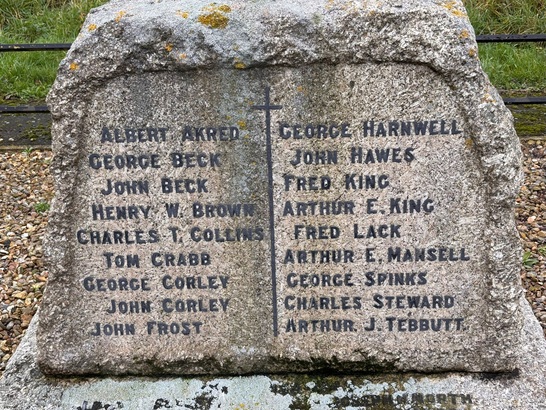 ALBERT AKRED
GEORGE BECK
JOHN BECK
HENRY W. BROWN
CHARLES T. COLLINS
TOM CRABB
GEORGE CORLEY
JOHN CORLEY
JOHN FROST
GEORGE HARNWELL
JOHN HAWES
FRED KING
ARTHUR E. KING
FRED LACK
ARTHUR E. MANSELL
GEORGE SPINKS
CHARLES STEWARD
ARTHUR. J. TEBBUTT.